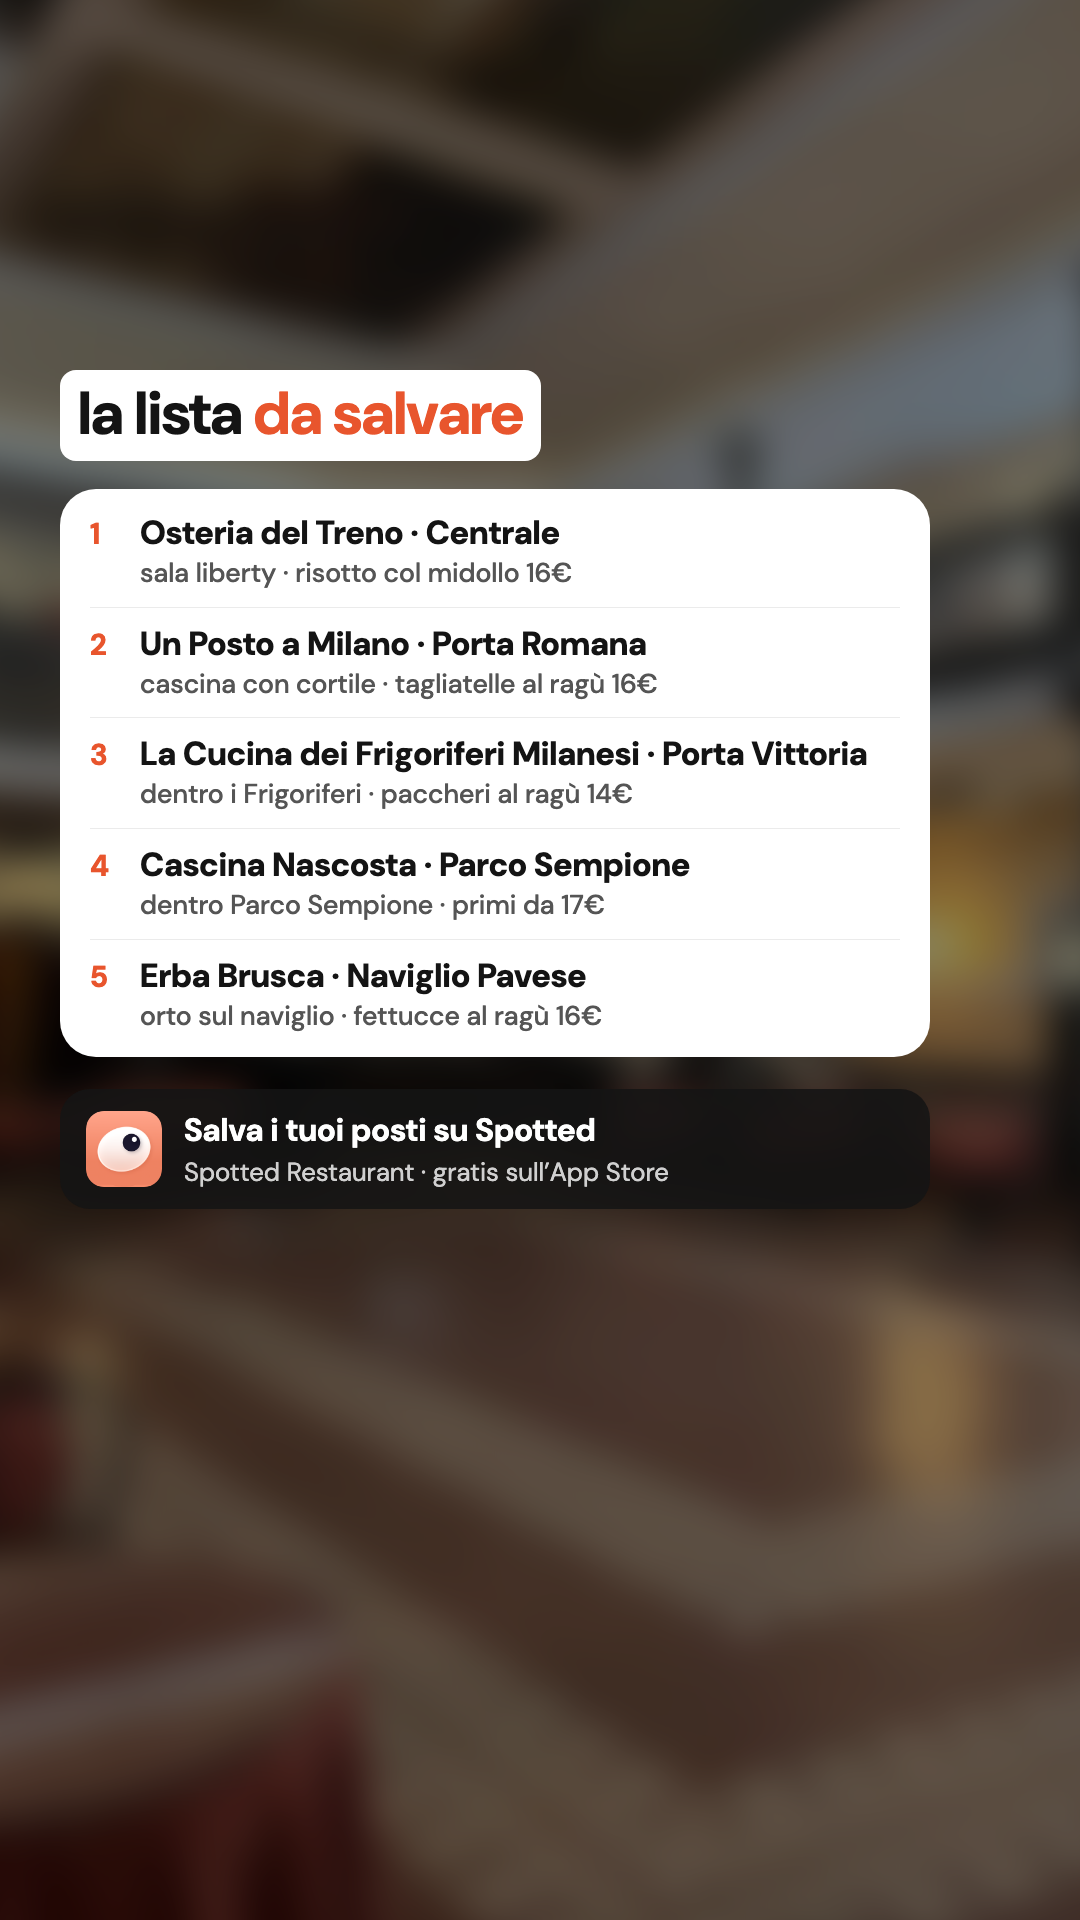 la lista da salvare
1 Osteria del Treno · Centrale
sala liberty · risotto col midollo 16€
2 Un Posto a Milano · Porta Romana
cascina con cortile · tagliatelle al ragù 16€
3 La Cucina dei Frigoriferi Milanesi · Porta Vittoria
dentro i Frigoriferi · paccheri al ragù 14€
4 Cascina Nascosta · Parco Sempione
dentro Parco Sempione · primi da 17€
5 Erba Brusca · Naviglio Pavese
orto sul naviglio · fettucce al ragù 16€
Salva i tuoi posti su Spotted
Spotted Restaurant · gratis sull’App Store